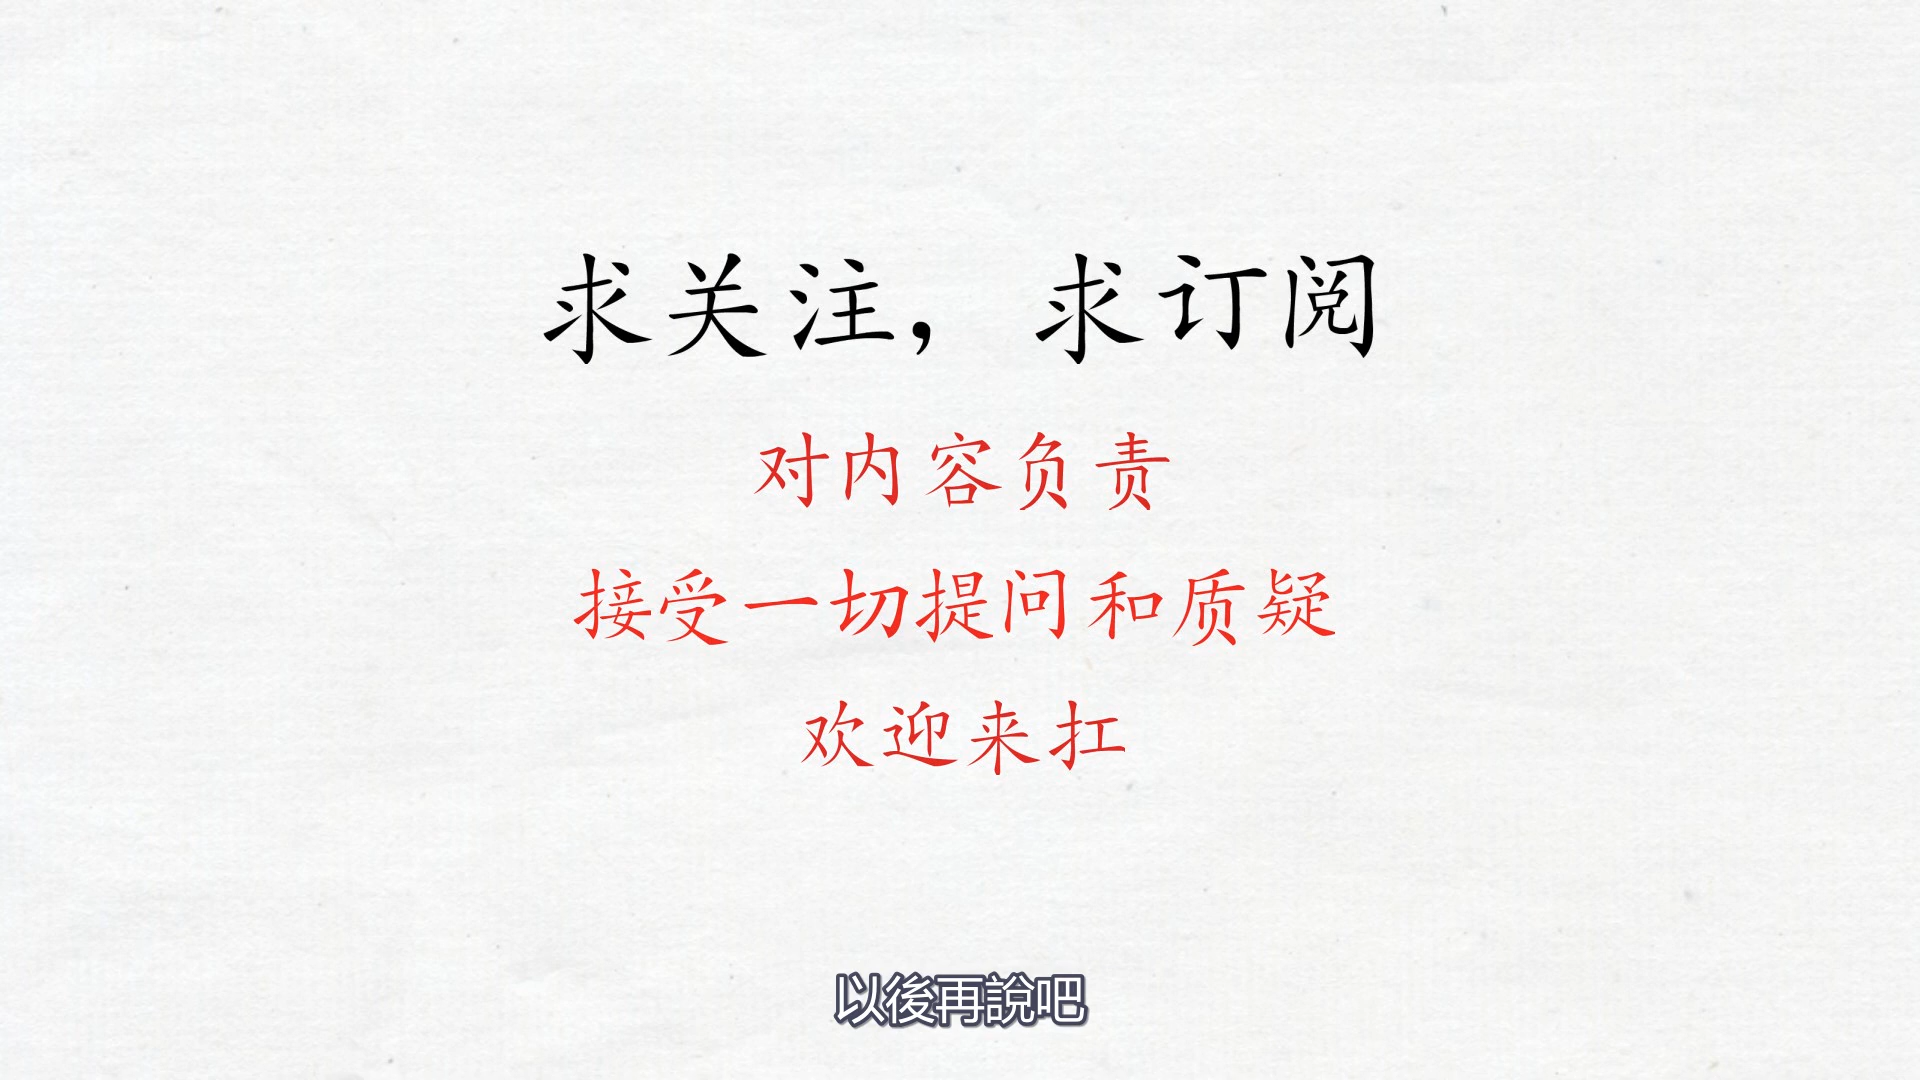 求关注，求订阅
对内容负责
接受一切提问和质疑
欢迎来扛
以後再說吧